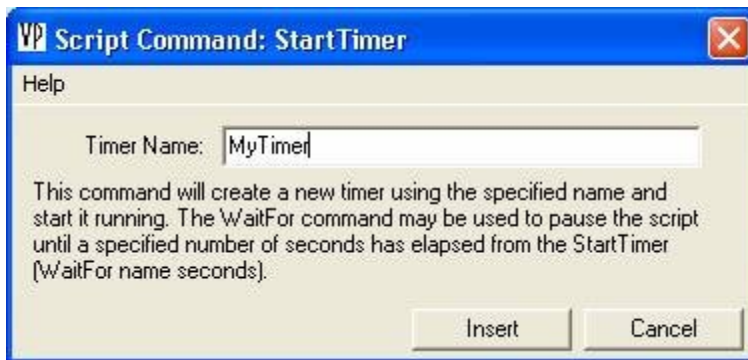 VP Script Command: StartTimer
Help
Timer Name: MyTimer
This command will create a new timer using the specified name and
start it running. The WaitFor command may be used to pause the script
until a specified number of seconds has elapsed from the StartTimer
(WaitFor name seconds).
Insert Cancel